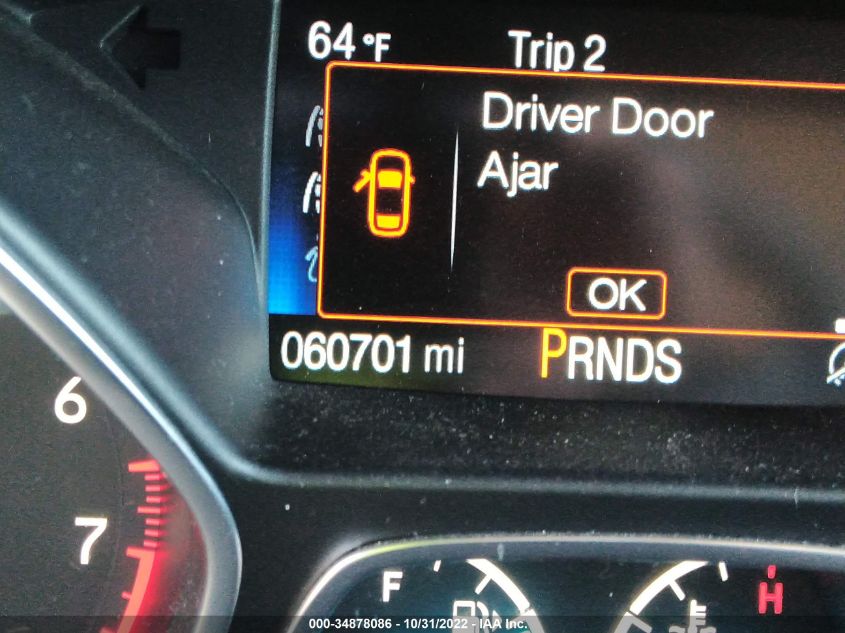 64 °F Trip 2
Driver Door
Ajar
OK
060701 mi PRNDS
6
7
F H
000-34878086 - 10/31/2022 - IAA Inc.